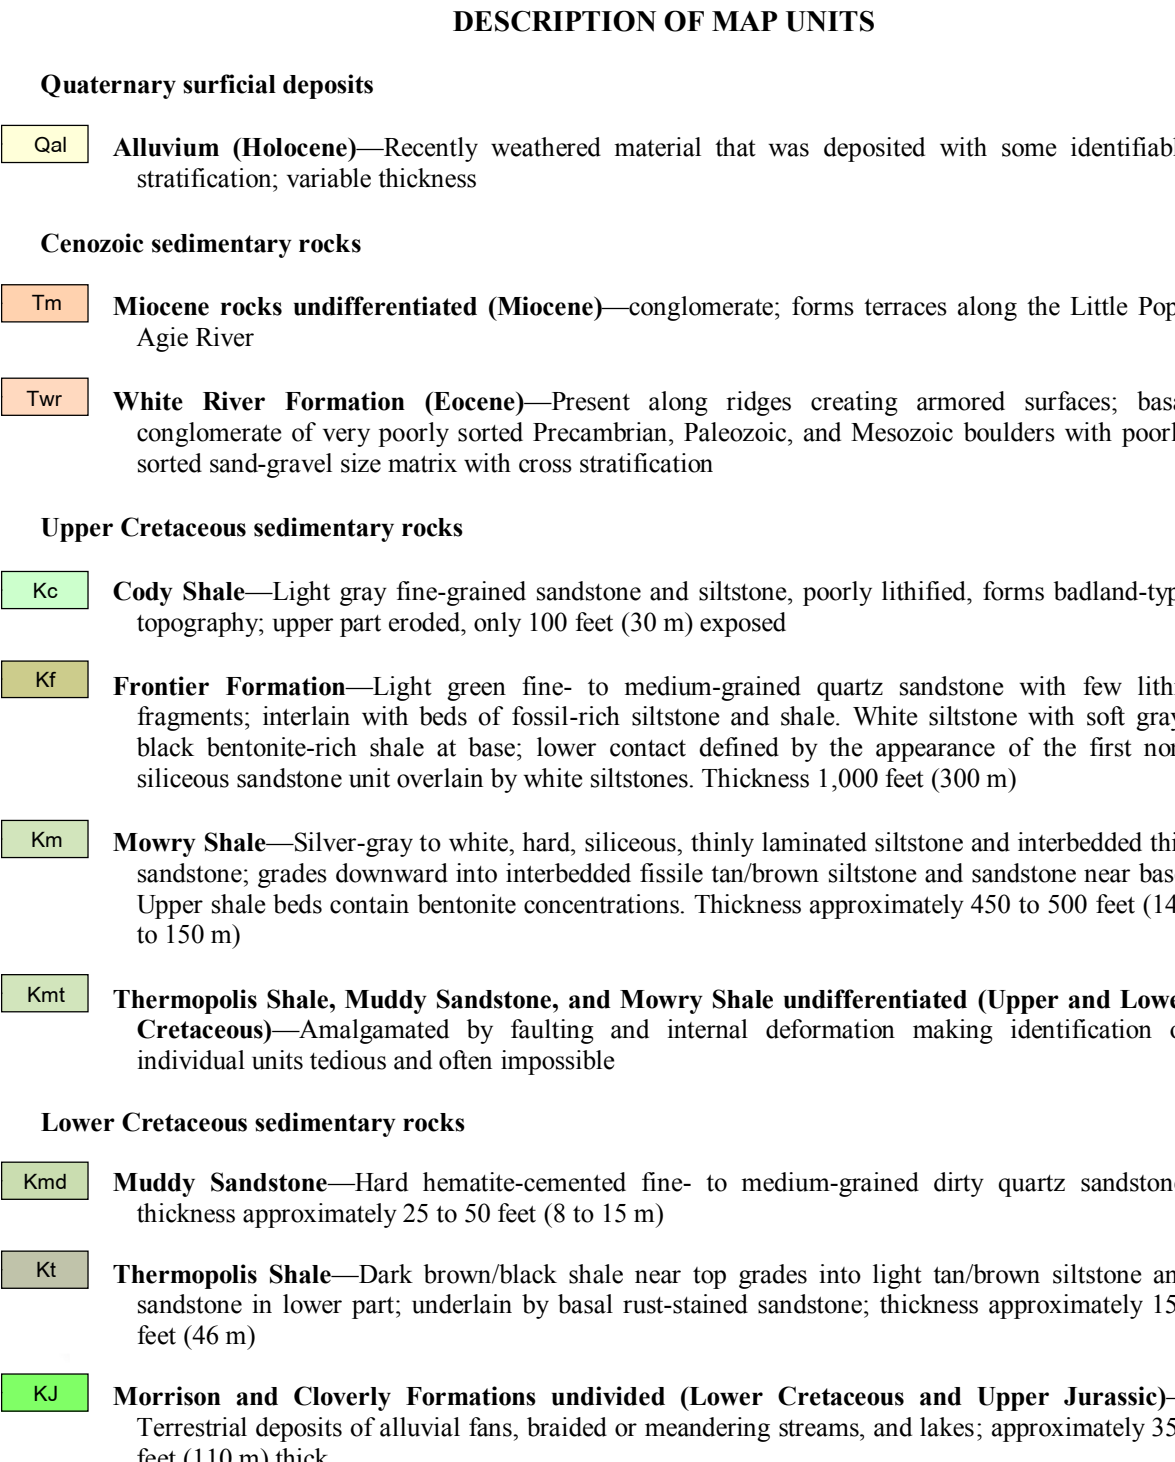 DESCRIPTION OF MAP UNITS
Quaternary surficial deposits
Qal
Alluvium (Holocene)—Recently weathered material that was deposited with some identifiabl
stratification; variable thickness
Cenozoic sedimentary rocks
Tm
Miocene rocks undifferentiated (Miocene)—conglomerate; forms terraces along the Little Pop
Agie River
Twr
White River Formation (Eocene)—Present along ridges creating armored surfaces; basa
conglomerate of very poorly sorted Precambrian, Paleozoic, and Mesozoic boulders with poorl
sorted sand-gravel size matrix with cross stratification
Upper Cretaceous sedimentary rocks
Kc
Cody Shale—Light gray fine-grained sandstone and siltstone, poorly lithified, forms badland-typ
topography; upper part eroded, only 100 feet (30 m) exposed
Kf
Frontier Formation—Light green fine- to medium-grained quartz sandstone with few lithi
fragments; interlain with beds of fossil-rich siltstone and shale. White siltstone with soft gray
black bentonite-rich shale at base; lower contact defined by the appearance of the first non
siliceous sandstone unit overlain by white siltstones. Thickness 1,000 feet (300 m)
Km
Mowry Shale—Silver-gray to white, hard, siliceous, thinly laminated siltstone and interbedded thi
sandstone; grades downward into interbedded fissile tan/brown siltstone and sandstone near bas
Upper shale beds contain bentonite concentrations. Thickness approximately 450 to 500 feet (14
to 150 m)
Kmt
Thermopolis Shale, Muddy Sandstone, and Mowry Shale undifferentiated (Upper and Lowe
Cretaceous)—Amalgamated by faulting and internal deformation making identification o
individual units tedious and often impossible
Lower Cretaceous sedimentary rocks
Kmd
Muddy Sandstone—Hard hematite-cemented fine- to medium-grained dirty quartz sandstone
thickness approximately 25 to 50 feet (8 to 15 m)
Kt
Thermopolis Shale—Dark brown/black shale near top grades into light tan/brown siltstone an
sandstone in lower part; underlain by basal rust-stained sandstone; thickness approximately 15
feet (46 m)
KJ
Morrison and Cloverly Formations undivided (Lower Cretaceous and Upper Jurassic)—
Terrestrial deposits of alluvial fans, braided or meandering streams, and lakes; approximately 35
feet (110 m) thick